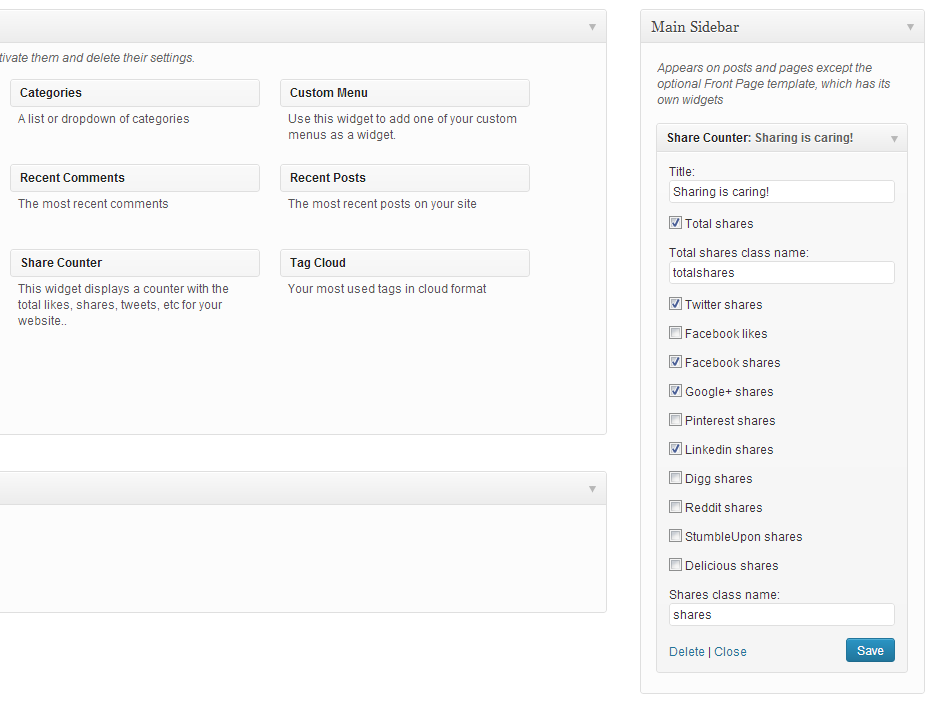 tivate them and delete their settings.
Categories
A list or dropdown of categories
Custom Menu
Use this widget to add one of your custom
menus as a widget.
Recent Comments
The most recent comments
Recent Posts
The most recent posts on your site
Share Counter
This widget displays a counter with the
total likes, shares, tweets, etc for your
website..
Tag Cloud
Your most used tags in cloud format
Main Sidebar
Appears on posts and pages except the
optional Front Page template, which has its
own widgets
Share Counter: Sharing is caring!
Title:
Sharing is caring!
Total shares
Total shares class name:
totalshares
Twitter shares
Facebook likes
Facebook shares
Google+ shares
Pinterest shares
Linkedin shares
Digg shares
Reddit shares
StumbleUpon shares
Delicious shares
Shares class name:
shares
Delete | Close
Save